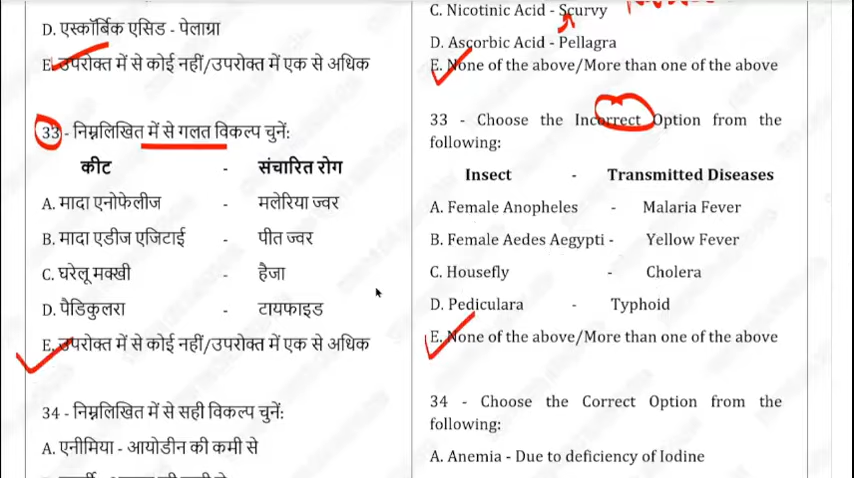 D. एस्कॉर्बिक एसिड - पेलाग्रा
E. उपरोक्त में से कोई नहीं/उपरोक्त में एक से अधिक
33 - निम्नलिखित में से गलत विकल्प चुनें:
कीट - संचारित रोग
A. मादा एनोफेलीज - मलेरिया ज्वर
B. मादा एडीज एजिटाई - पीत ज्वर
C. घरेलू मक्खी - हैजा
D. पैडिकुलरा - टायफाइड
E. उपरोक्त में से कोई नहीं/उपरोक्त में एक से अधिक
34 - निम्नलिखित में से सही विकल्प चुनें:
A. एनीमिया - आयोडीन की कमी से
C. Nicotinic Acid - Scurvy
D. Ascorbic Acid - Pellagra
E. None of the above/More than one of the above
33 - Choose the Incorrect Option from the
following:
Insect - Transmitted Diseases
A. Female Anopheles - Malaria Fever
B. Female Aedes Aegypti - Yellow Fever
C. Housefly - Cholera
D. Pediculara - Typhoid
E. None of the above/More than one of the above
34 - Choose the Correct Option from the
following:
A. Anemia - Due to deficiency of Iodine